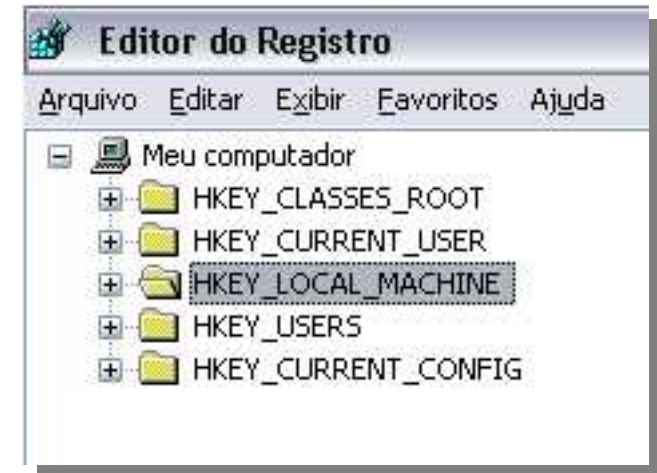 Editor do Registro
Arquivo Editar Exibir Favoritos Ajuda
Meu computador
HKEY_CLASSES_ROOT
HKEY_CURRENT_USER
HKEY_LOCAL_MACHINE
HKEY_USERS
HKEY_CURRENT_CONFIG